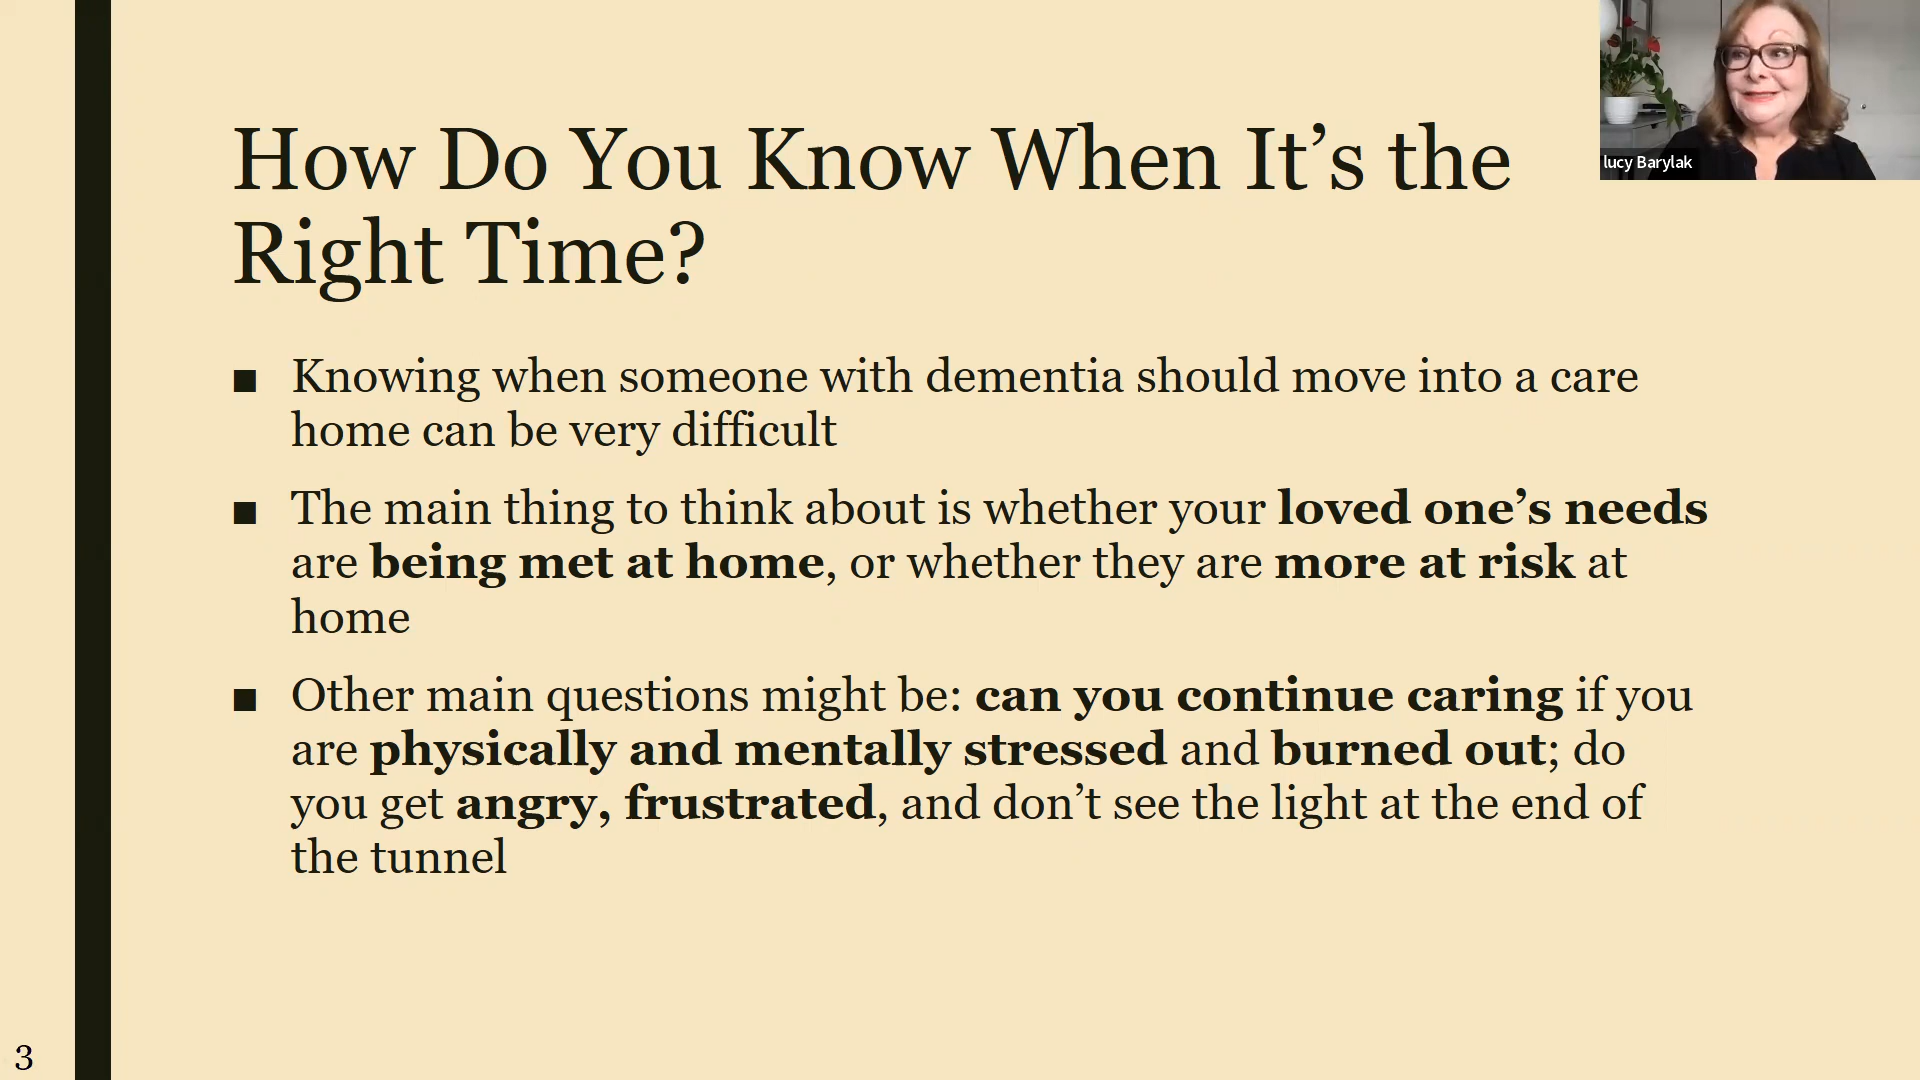 How Do You Know When It’s the
Right Time?
lucy Barylak
■ Knowing when someone with dementia should move into a care
home can be very difficult
■ The main thing to think about is whether your loved one’s needs
are being met at home, or whether they are more at risk at
home
■ Other main questions might be: can you continue caring if you
are physically and mentally stressed and burned out; do
you get angry, frustrated, and don’t see the light at the end of
the tunnel
3